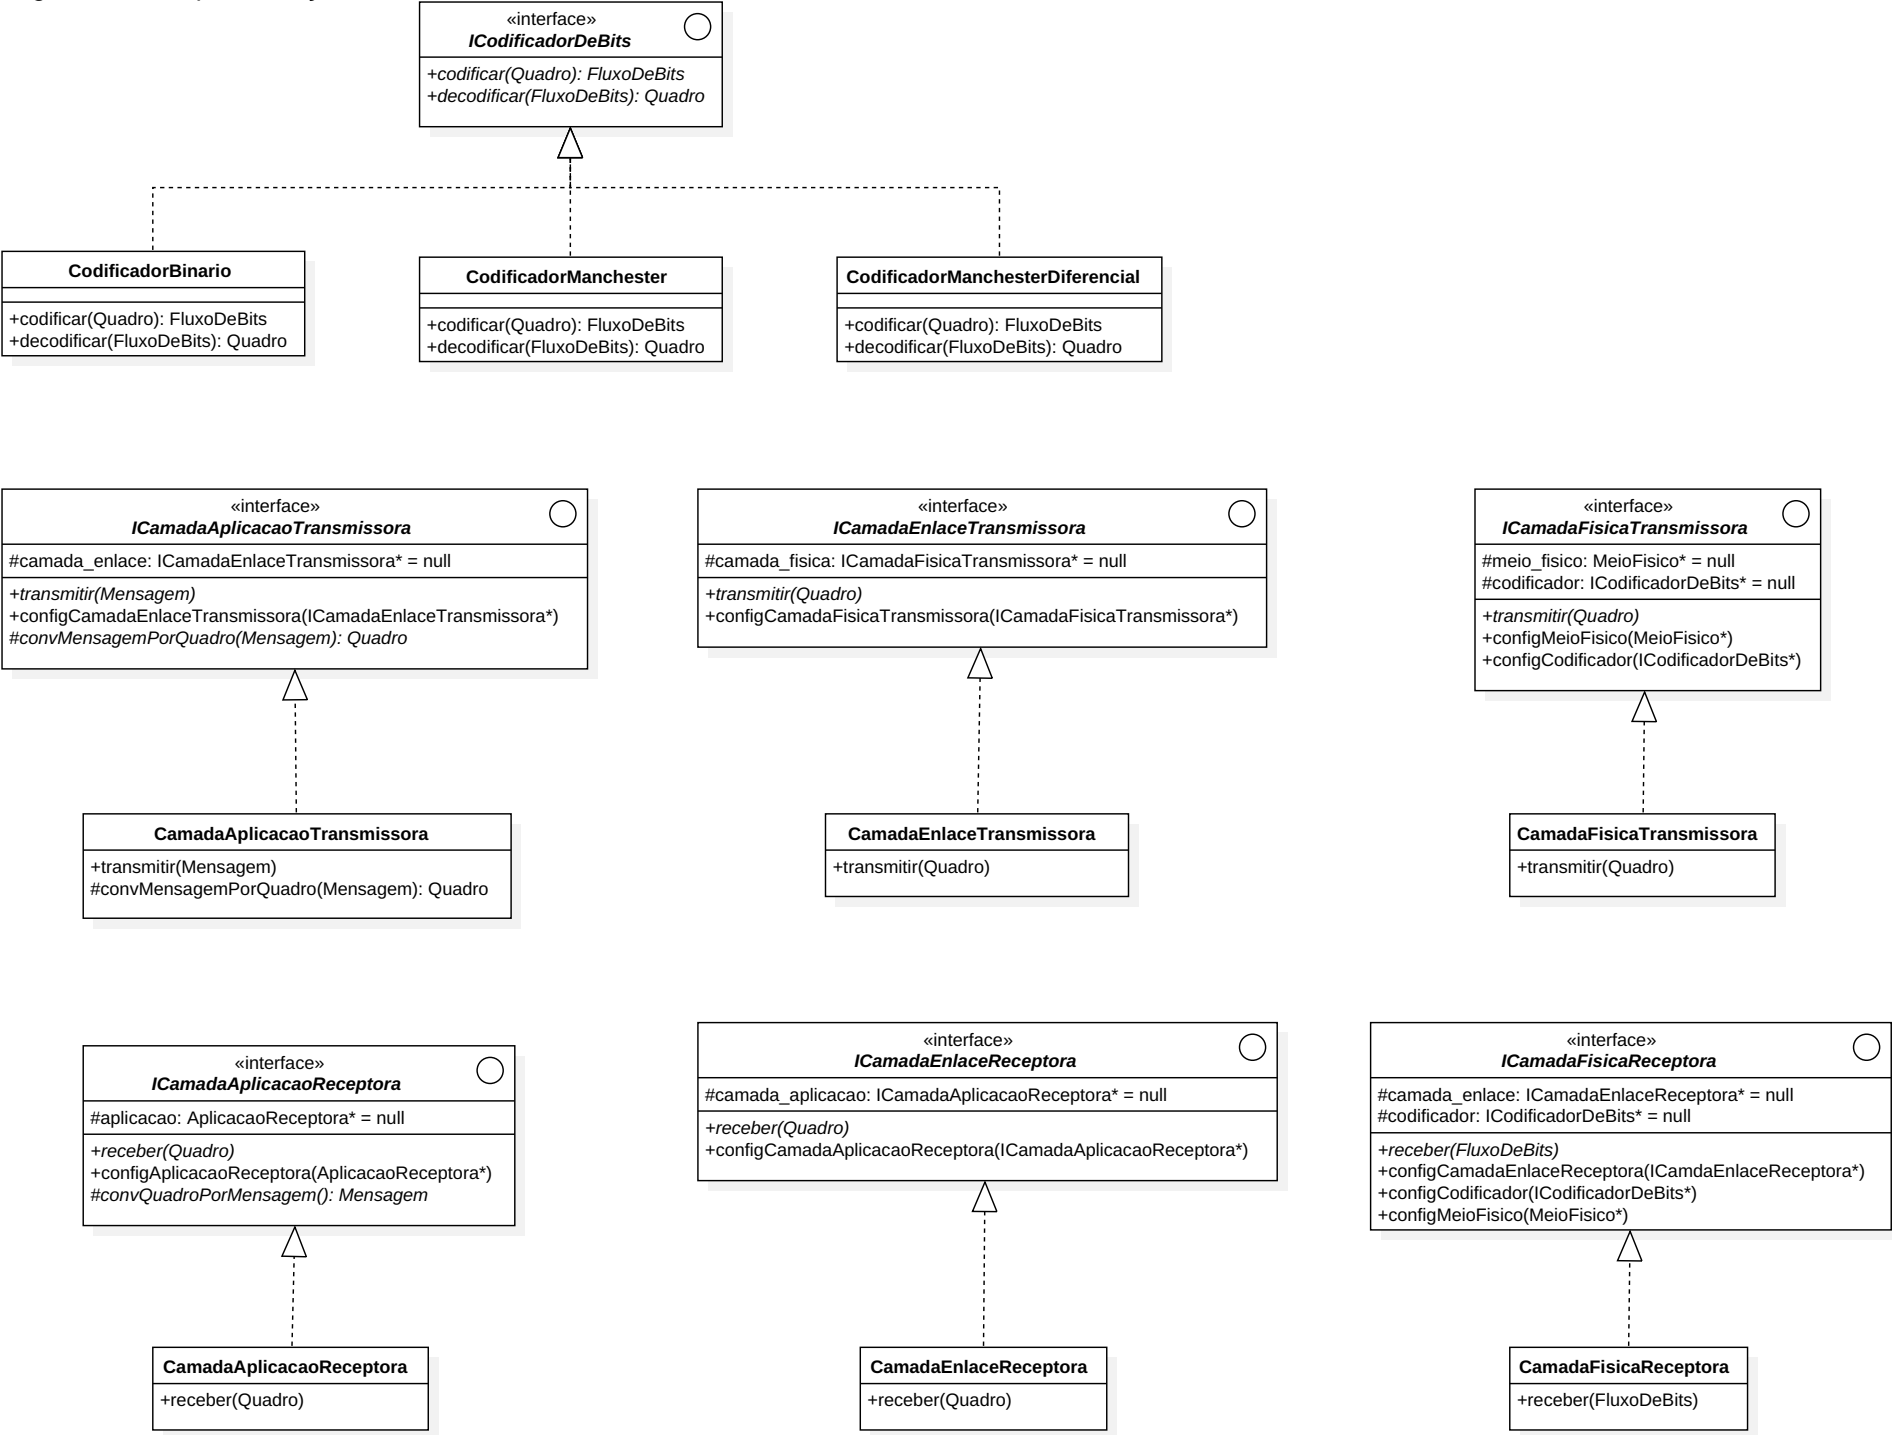 «interface»
ICodificadorDeBits
+codificar(Quadro): FluxoDeBits
+decodificar(FluxoDeBits): Quadro
CodificadorBinario
+codificar(Quadro): FluxoDeBits
+decodificar(FluxoDeBits): Quadro
CodificadorManchester
+codificar(Quadro): FluxoDeBits
+decodificar(FluxoDeBits): Quadro
CodificadorManchesterDiferencial
+codificar(Quadro): FluxoDeBits
+decodificar(FluxoDeBits): Quadro
«interface»
ICamadaAplicacaoTransmissora
#camada_enlace: ICamadaEnlaceTransmissora* = null
+transmitir(Mensagem)
+configCamadaEnlaceTransmissora(ICamadaEnlaceTransmissora*)
#convMensagemPorQuadro(Mensagem): Quadro
«interface»
ICamadaEnlaceTransmissora
#camada_fisica: ICamadaFisicaTransmissora* = null
+transmitir(Quadro)
+configCamadaFisicaTransmissora(ICamadaFisicaTransmissora*)
«interface»
ICamadaFisicaTransmissora
#meio_fisico: MeioFisico* = null
#codificador: ICodificadorDeBits* = null
+transmitir(Quadro)
+configMeioFisico(MeioFisico*)
+configCodificador(ICodificadorDeBits*)
CamadaAplicacaoTransmissora
+transmitir(Mensagem)
#convMensagemPorQuadro(Mensagem): Quadro
CamadaEnlaceTransmissora
+transmitir(Quadro)
CamadaFisicaTransmissora
+transmitir(Quadro)
«interface»
ICamadaAplicacaoReceptora
#aplicacao: AplicacaoReceptora* = null
+receber(Quadro)
+configAplicacaoReceptora(AplicacaoReceptora*)
#convQuadroPorMensagem(): Mensagem
«interface»
ICamadaEnlaceReceptora
#camada_aplicacao: ICamadaAplicacaoReceptora* = null
+receber(Quadro)
+configCamadaAplicacaoReceptora(ICamadaAplicacaoReceptora*)
«interface»
ICamadaFisicaReceptora
#camada_enlace: ICamadaEnlaceReceptora* = null
#codificador: ICodificadorDeBits* = null
+receber(FluxoDeBits)
+configCamadaEnlaceReceptora(ICamdaEnlaceReceptora*)
+configCodificador(ICodificadorDeBits*)
+configMeioFisico(MeioFisico*)
CamadaAplicacaoReceptora
+receber(Quadro)
CamadaEnlaceReceptora
+receber(Quadro)
CamadaFisicaReceptora
+receber(FluxoDeBits)